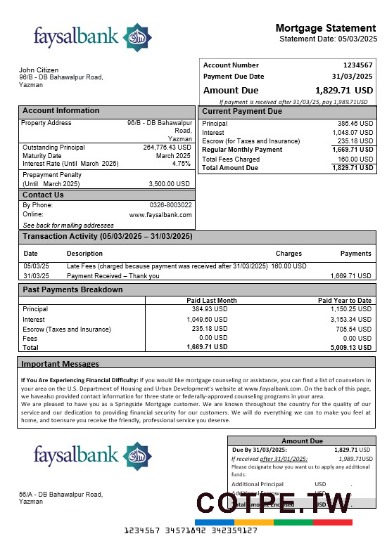 faysalbank
Mortgage Statement
Statement Date: 05/03/2025
John Citizen
96/B - DB Bahawalpur Road,
Yazman
Account Number 1234567
Payment Due Date 31/03/2025
Amount Due 1,829.71 USD
If payment is received after 31/03/25, pay 1,989.71USD
Account Information
Property Address 96/B - DB Bahawalpur
Road,
Yazman
Outstanding Principal 264,776.43 USD
Maturity Date March 2025
Interest Rate (Until March 2025) 4.75%
Prepayment Penalty
(Until March 2025) 3,500.00 USD
Contact Us
By Phone: 0326-8003022
Online: www.faysalbank.com
See back for mailing addresses
Current Payment Due
Principal 386.46 USD
Interest 1,048.07 USD
Escrow (for Taxes and Insurance) 235.18 USD
Regular Monthly Payment 1,669.71 USD
Total Fees Charged 160.00 USD
Total Amount Due 1,829.71 USD
Transaction Activity (05/03/2025 – 31/03/2025)
Date Description Charges Payments
05/03/25 Late Fees (charged because payment was received after 31/03/2025) 160.00 USD
31/03/25 Payment Received – Thank you 1,669.71 USD
Past Payments Breakdown
Paid Last Month Paid Year to Date
Principal 384.93 USD 1,150.25 USD
Interest 1,049.60 USD 3,153.34 USD
Escrow (Taxes and Insurance) 235.18 USD 705.54 USD
Fees 0.00 USD 0.00 USD
Total 1,669.71 USD 5,009.13 USD
Important Messages
If You Are Experiencing Financial Difficulty: If you would like mortgage counseling or assistance, you can find a list of counselors in
your area on the U.S. Department of Housing and Urban Development's website at www.faysalbank.com. On the back of this page,
we have also provided contact information for three state or federally-approved counseling programs in your area.
We are pleased to have you as a Springside Mortgage customer. We are known throughout the country for the quality of our
service and our dedication to providing financial security for our customers. We will do everything we can to make you feel at
home, and to ensure you receive the friendly, professional service you deserve.
faysalbank
56/A - DB Bahawalpur Road,
Yazman
Amount Due
Due By 31/03/2025: 1,829.71 USD
If received after 31/01/2025: 1,989.71USD
Please designate how you want us to apply any additional
funds.
Additional Principal
COTPE.TW
1234567 34571892 342359127